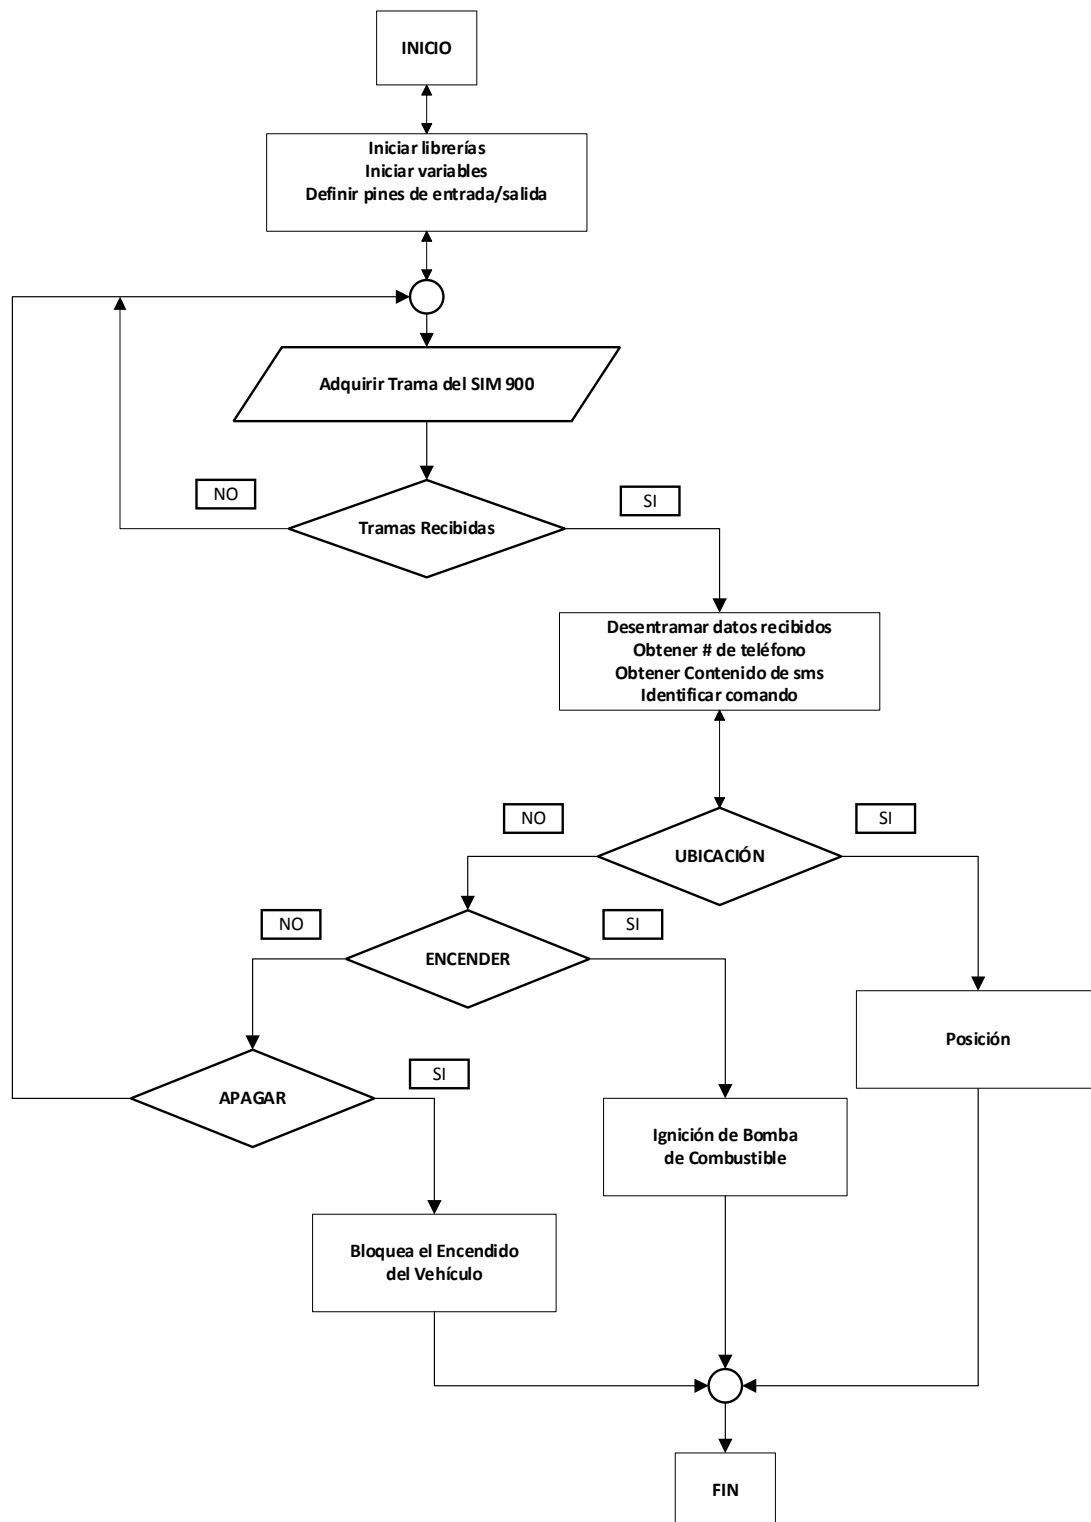 INICIO
Iniciar librerías
Iniciar variables
Definir pines de entrada/salida
Adquirir Trama del SIM 900
NO
SI
Tramas Recibidas
Desentramar datos recibidos
Obtener # de teléfono
Obtener Contenido de sms
Identificar comando
NO
SI
UBICACIÓN
NO
SI
ENCENDER
Posición
SI
APAGAR
Ignición de Bomba
de Combustible
Bloquea el Encendido
del Vehículo
FIN